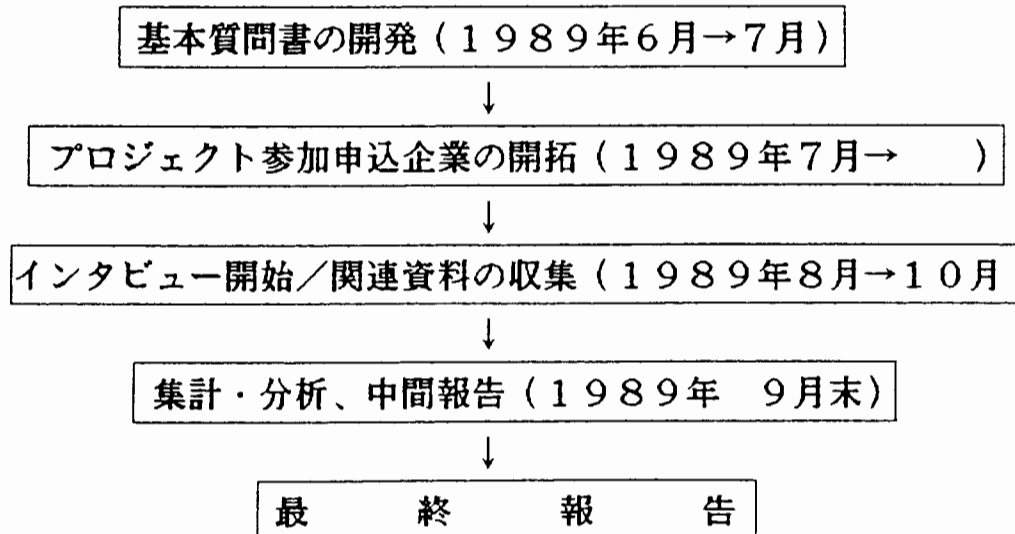 基本質問書の開発（１９８９年６月→７月）
↓
プロジェクト参加申込企業の開拓（１９８９年７月→　　）
↓
インタビュー開始／関連資料の収集（１９８９年８月→１０月
↓
集計・分析、中間報告（１９８９年　９月末）
↓
最　終　報　告